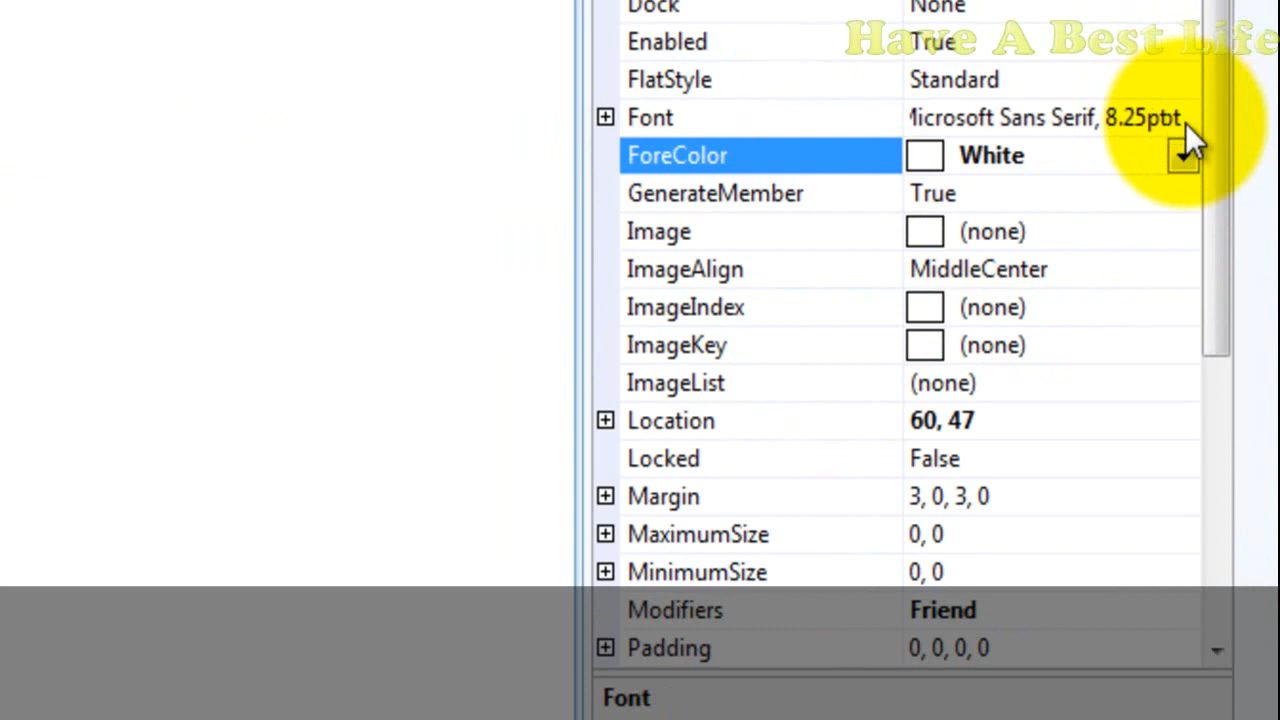 Dock None
Have A Best Life
Enabled True
FlatStyle Standard
Font Microsoft Sans Serif, 8.25pt
ForeColor White
GenerateMember True
Image (none)
ImageAlign MiddleCenter
ImageIndex (none)
ImageKey (none)
ImageList (none)
Location 60, 47
Locked False
Margin 3, 0, 3, 0
MaximumSize 0, 0
MinimumSize 0, 0
Modifiers Friend
Padding 0, 0, 0, 0
Font